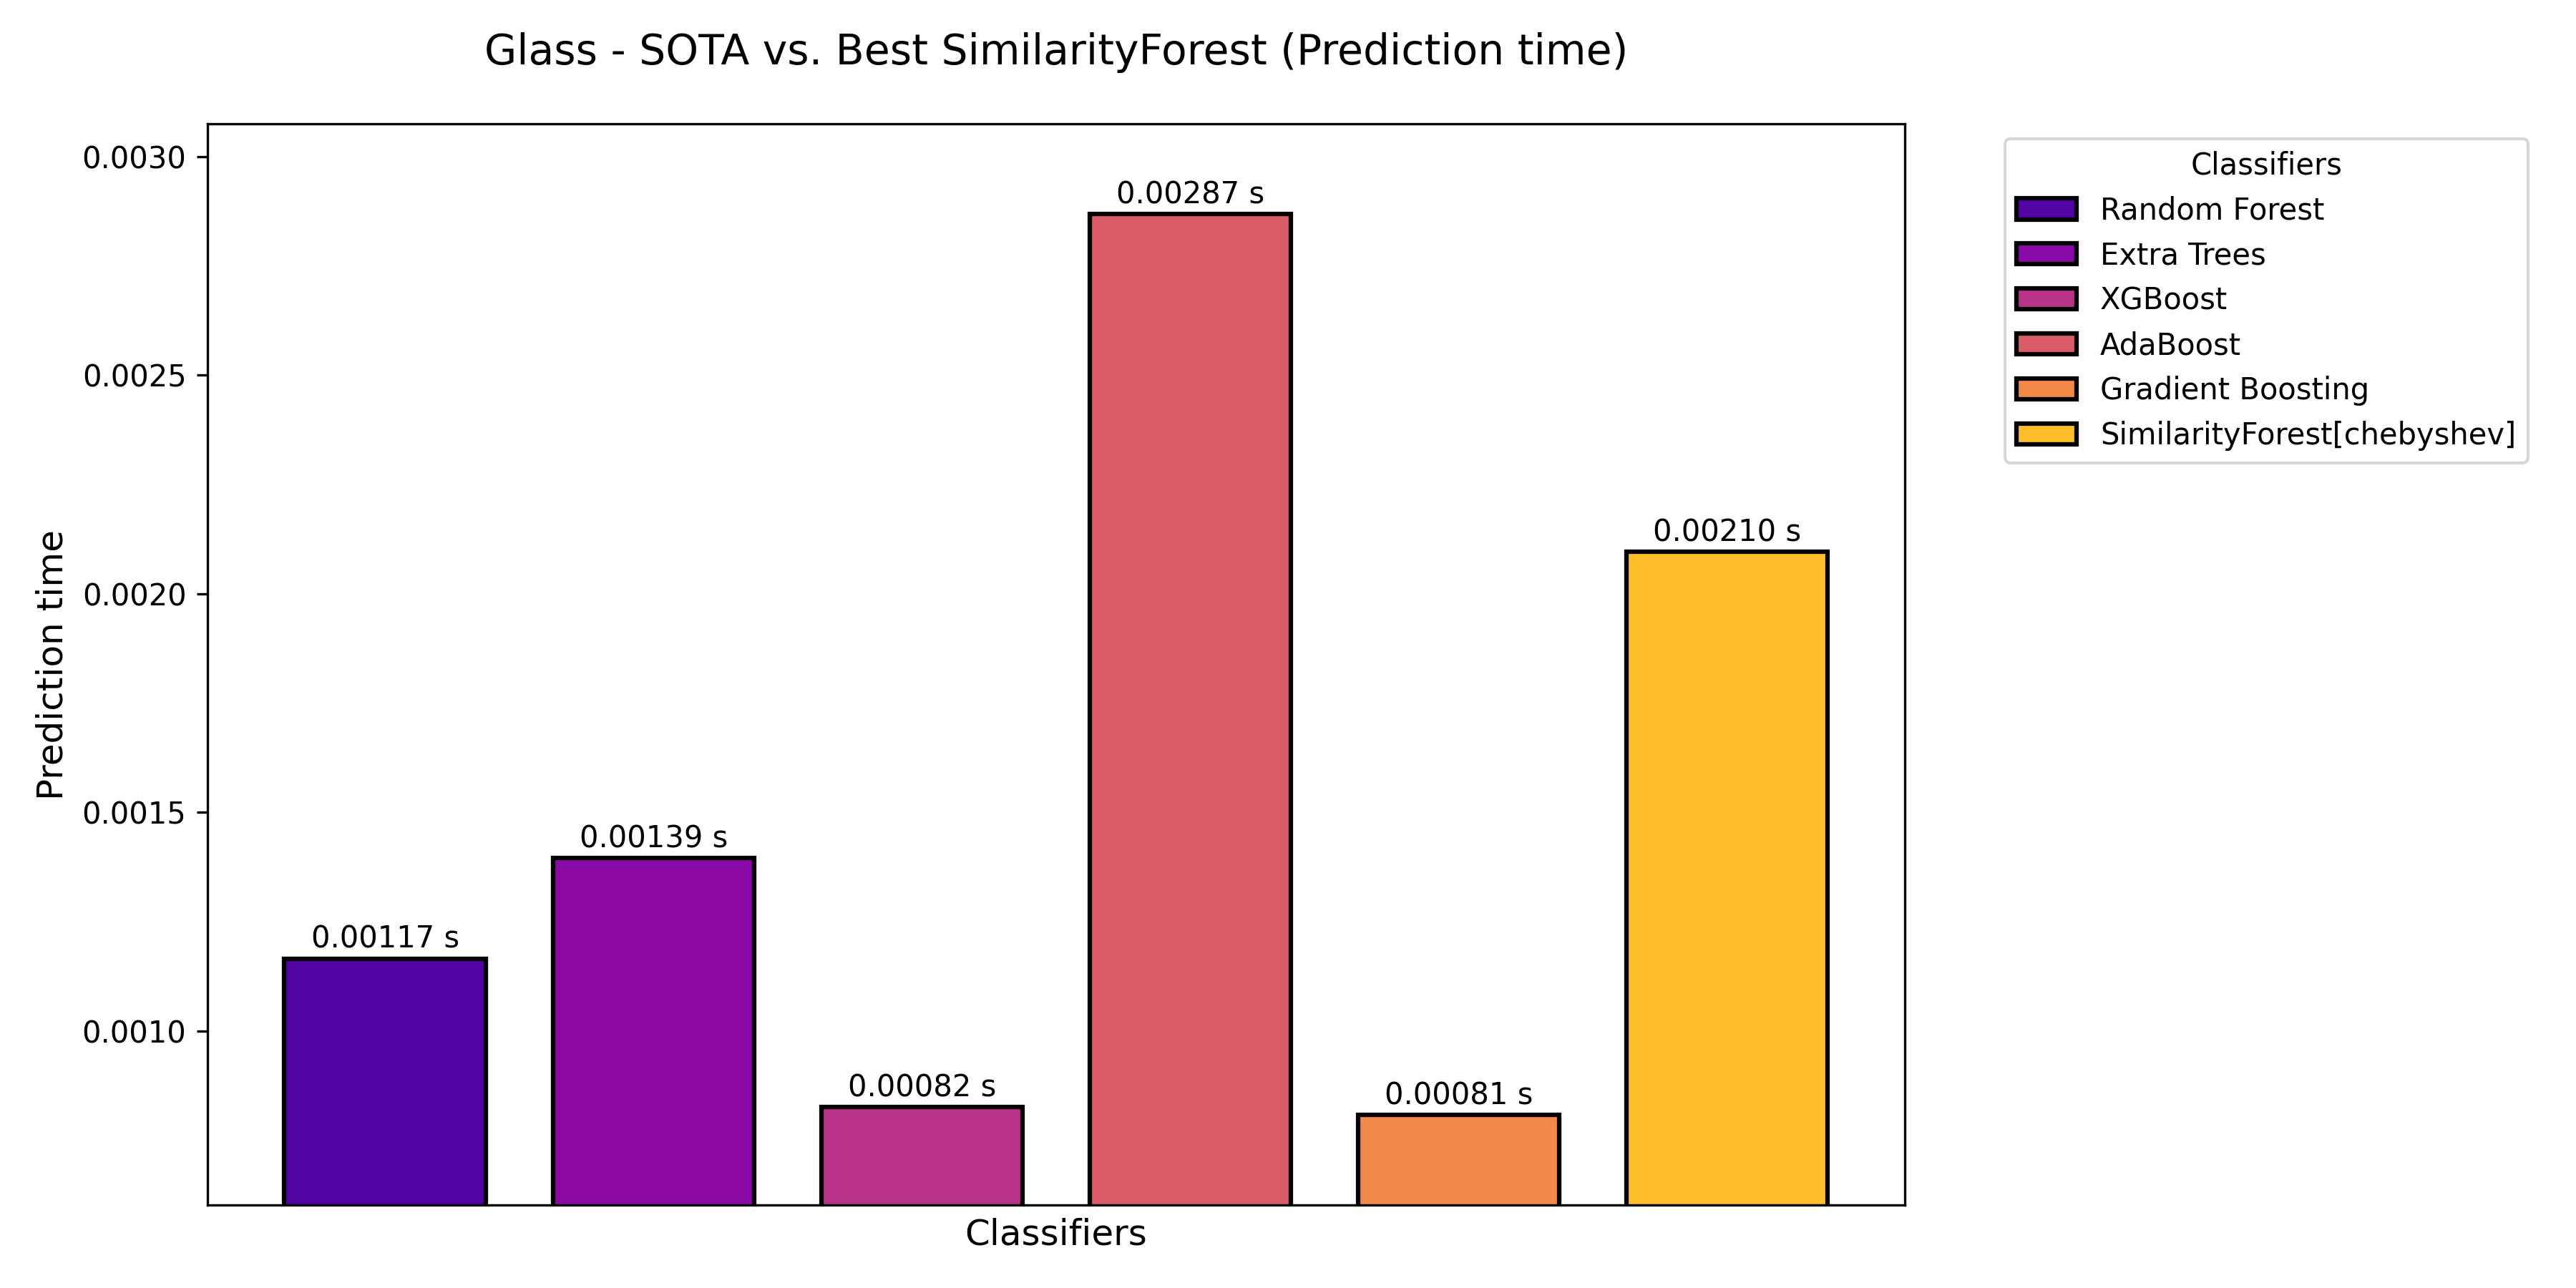 Glass - SOTA vs. Best SimilarityForest (Prediction time)
Prediction time
0.0030
0.0025
0.0020
0.0015
0.0010
0.00117 s
0.00139 s
0.00082 s
0.00287 s
0.00081 s
0.00210 s
Classifiers
Classifiers
Random Forest
Extra Trees
XGBoost
AdaBoost
Gradient Boosting
SimilarityForest[chebyshev]